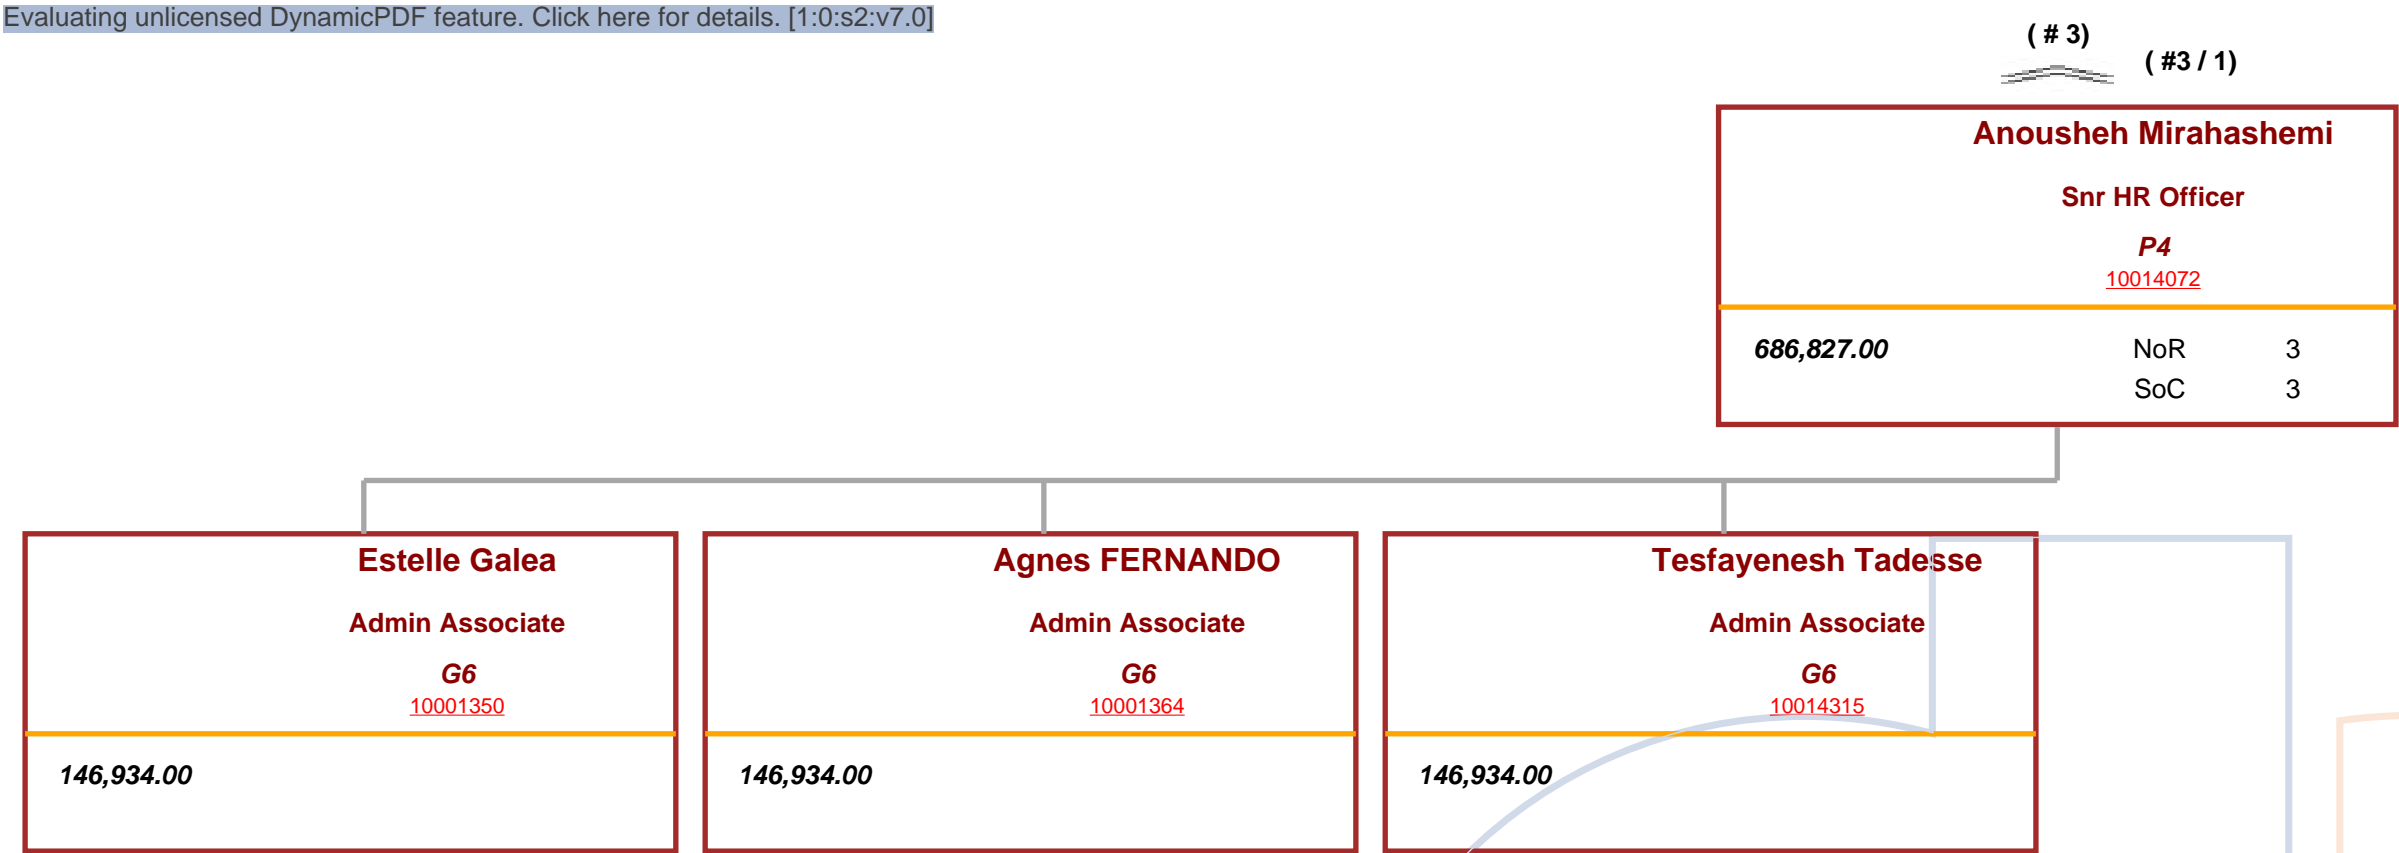 Evaluating unlicensed DynamicPDF feature. Click here for details. [1:0:s2:v7.0]
( # 3)
( #3 / 1)
Anousheh Mirahashemi
Snr HR Officer
P4
10014072
686,827.00 NoR 3
SoC 3
Estelle Galea
Admin Associate
G6
10001350
146,934.00
Agnes FERNANDO
Admin Associate
G6
10001364
146,934.00
Tesfayenesh Tadesse
Admin Associate
G6
10014315
146,934.00